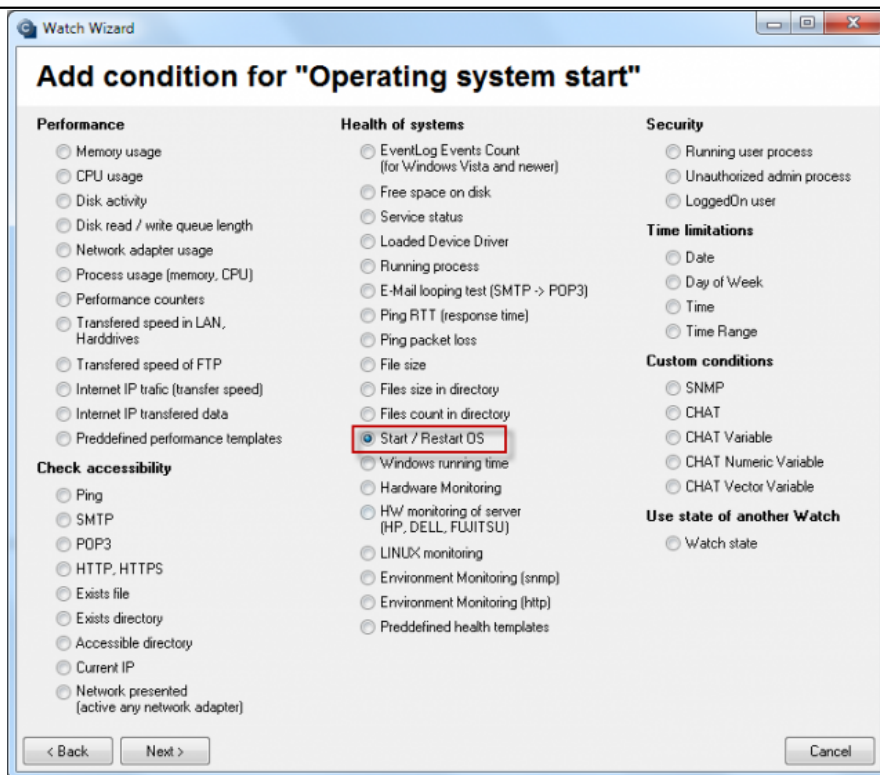 Watch Wizard
Add condition for "Operating system start"
Performance
Memory usage
CPU usage
Disk activity
Disk read / write queue length
Network adapter usage
Process usage (memory, CPU)
Performance counters
Transfered speed in LAN,
Harddrives
Transfered speed of FTP
Internet IP trafic (transfer speed)
Internet IP transfered data
Preddefined performance templates
Check accessibility
Ping
SMTP
POP3
HTTP, HTTPS
Exists file
Exists directory
Accessible directory
Current IP
Network presented
(active any network adapter)
Health of systems
EventLog Events Count
(for Windows Vista and newer)
Free space on disk
Service status
Loaded Device Driver
Running process
E-Mail looping test (SMTP -> POP3)
Ping RTT (response time)
Ping packet loss
File size
Files size in directory
Files count in directory
Start / Restart OS
Windows running time
Hardware Monitoring
HW monitoring of server
(HP, DELL, FUJITSU)
LINUX monitoring
Environment Monitoring (snmp)
Environment Monitoring (http)
Preddefined health templates
Security
Running user process
Unauthorized admin process
LoggedOn user
Time limitations
Date
Day of Week
Time
Time Range
Custom conditions
SNMP
CHAT
CHAT Variable
CHAT Numeric Variable
CHAT Vector Variable
Use state of another Watch
Watch state
< Back
Next >
Cancel